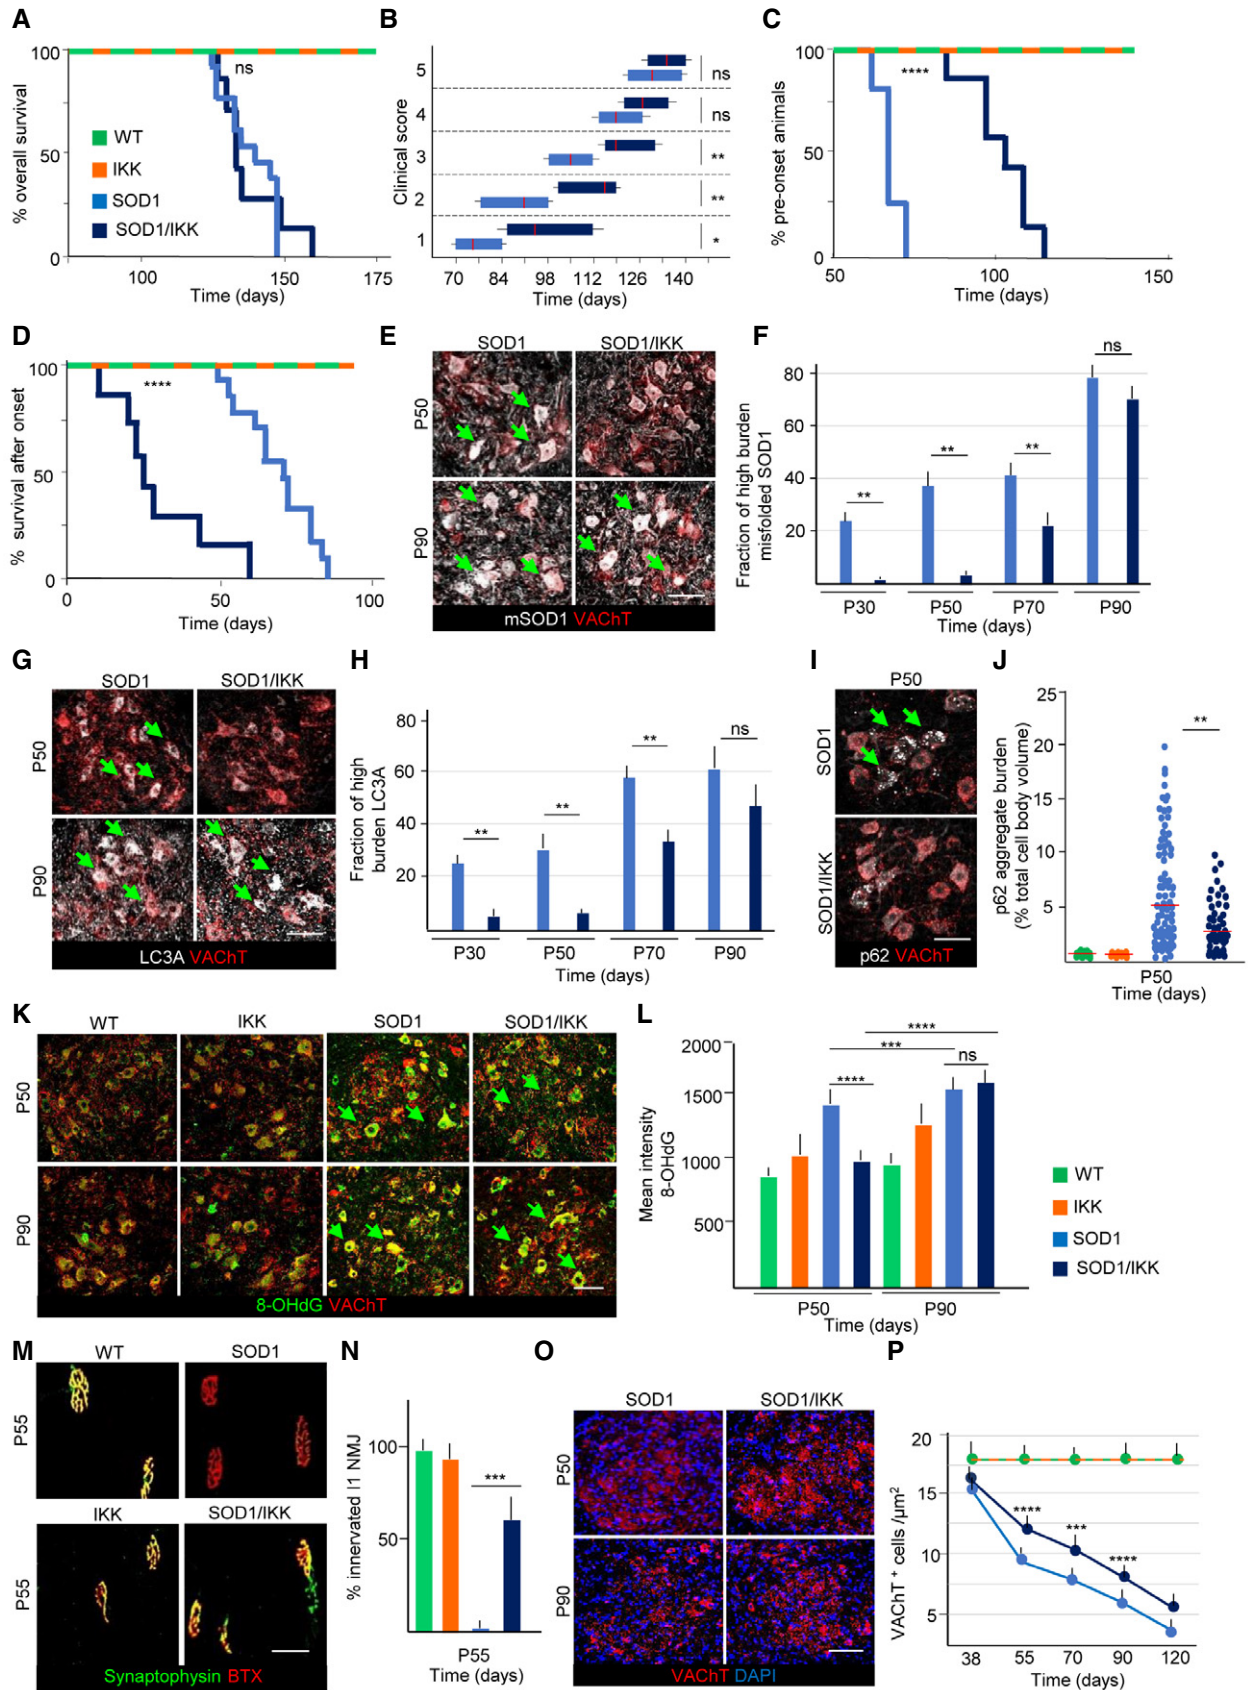 A
100
50
0
% overall survival
ns
WT
IKK
SOD1
SOD1/IKK
100
150
175
Time (days)
B
Clinical score
5
4
3
2
1
ns
ns
**
**
*
70
84
98
112
126
140
Time (days)
C
100
50
0
% pre-onset animals
****
50
100
150
Time (days)
D
100
50
0
% survival after onset
****
0
50
100
Time (days)
E
SOD1
SOD1/IKK
P50
P90
mSOD1 VAChT
F
Fraction of high burden
misfolded SOD1
80
60
40
20
**
**
**
ns
P30
P50
P70
P90
Time (days)
G
SOD1
SOD1/IKK
P50
P90
LC3A VAChT
H
Fraction of high
burden LC3A
80
60
40
20
**
**
**
ns
P30
P50
P70
P90
Time (days)
I
P50
SOD1
SOD1/IKK
p62 VAChT
J
p62 aggregate burden
(% total cell body volume)
25
20
15
10
5
**
P50
Time (days)
K
WT
IKK
SOD1
SOD1/IKK
P50
P90
8-OHdG VAChT
L
Mean intensity
8-OHdG
2000
1500
1000
500
****
***
ns
****
P50
P90
Time (days)
WT
IKK
SOD1
SOD1/IKK
M
WT
SOD1
P55
IKK
SOD1/IKK
P55
Synaptophysin BTX
N
% innervated l1 NMJ
100
50
***
P55
Time (days)
O
SOD1
SOD1/IKK
P50
P90
VAChT DAPI
P
VAChT + cells /µm2
20
15
10
5
****
***
****
38
55
70
90
120
Time (days)